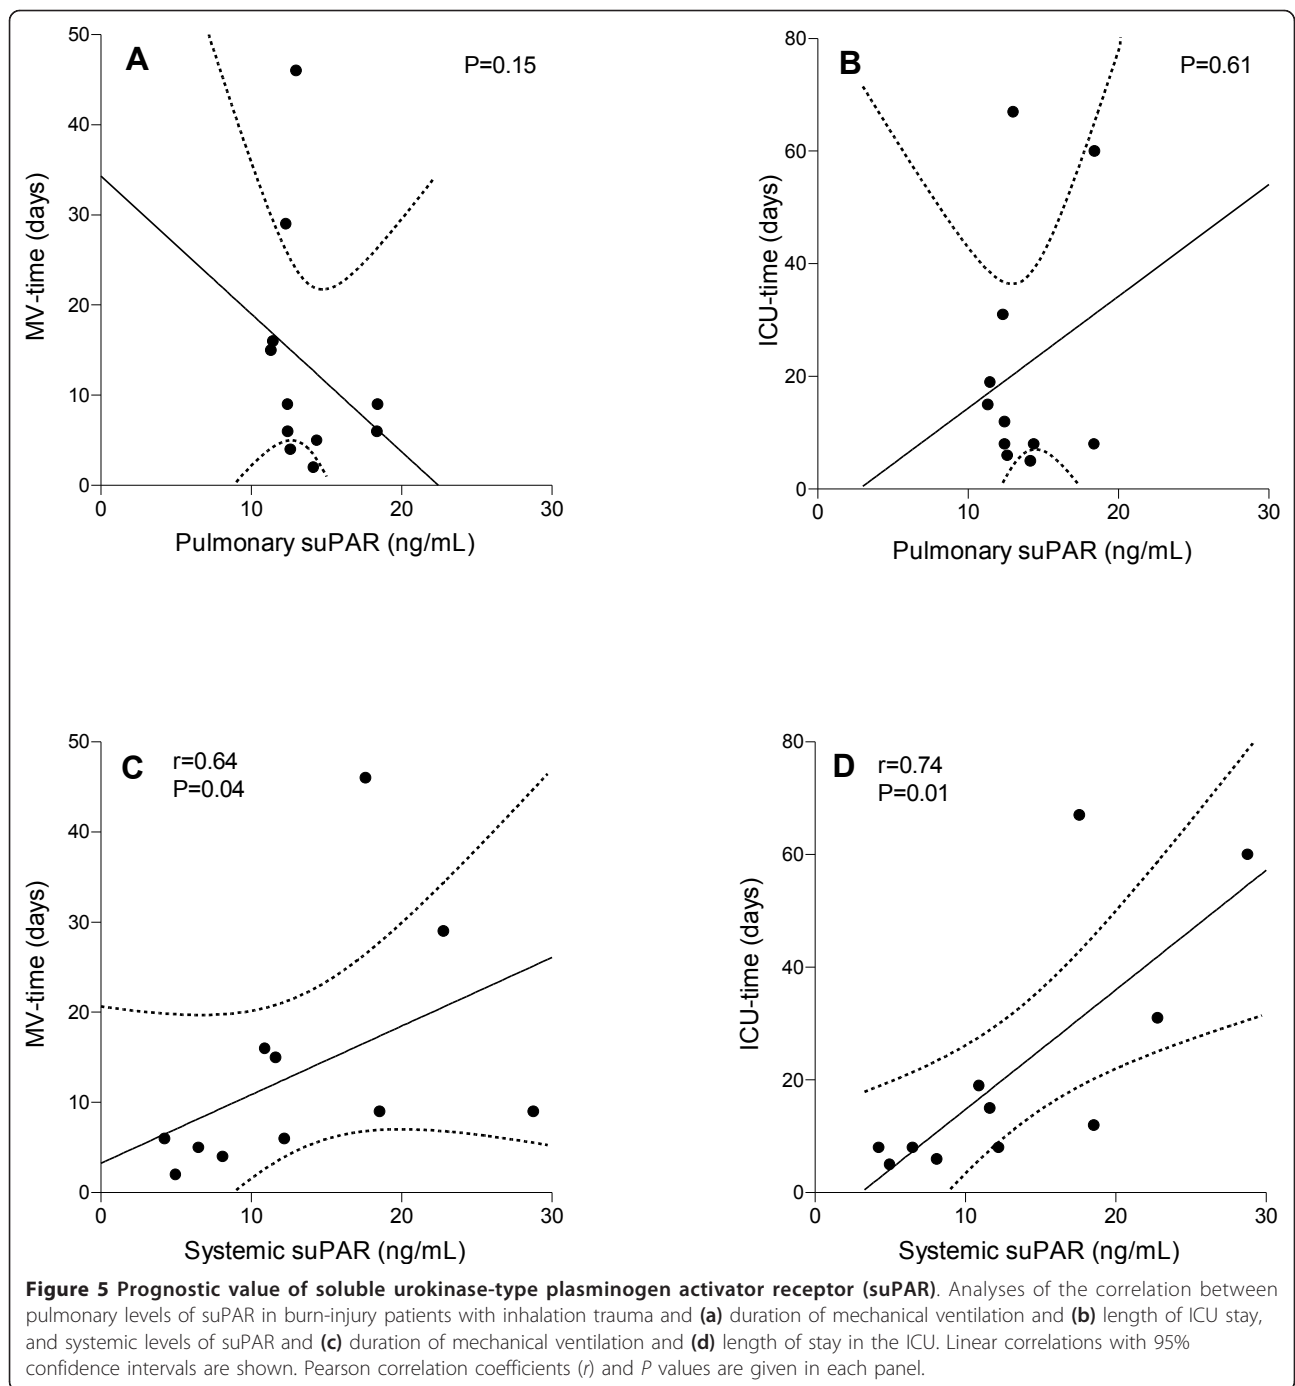 A
P=0.15
50
40
30
20
10
0
MV-time (days)
0 10 20 30
Pulmonary suPAR (ng/mL)
B
P=0.61
80
60
40
20
0
ICU-time (days)
0 10 20 30
Pulmonary suPAR (ng/mL)
C
r=0.64
P=0.04
50
40
30
20
10
0
MV-time (days)
0 10 20 30
Systemic suPAR (ng/mL)
D
r=0.74
P=0.01
80
60
40
20
0
ICU-time (days)
0 10 20 30
Systemic suPAR (ng/mL)
Figure 5 Prognostic value of soluble urokinase-type plasminogen activator receptor (suPAR). Analyses of the correlation between
pulmonary levels of suPAR in burn-injury patients with inhalation trauma and (a) duration of mechanical ventilation and (b) length of ICU stay,
and systemic levels of suPAR and (c) duration of mechanical ventilation and (d) length of stay in the ICU. Linear correlations with 95%
confidence intervals are shown. Pearson correlation coefficients (r) and P values are given in each panel.